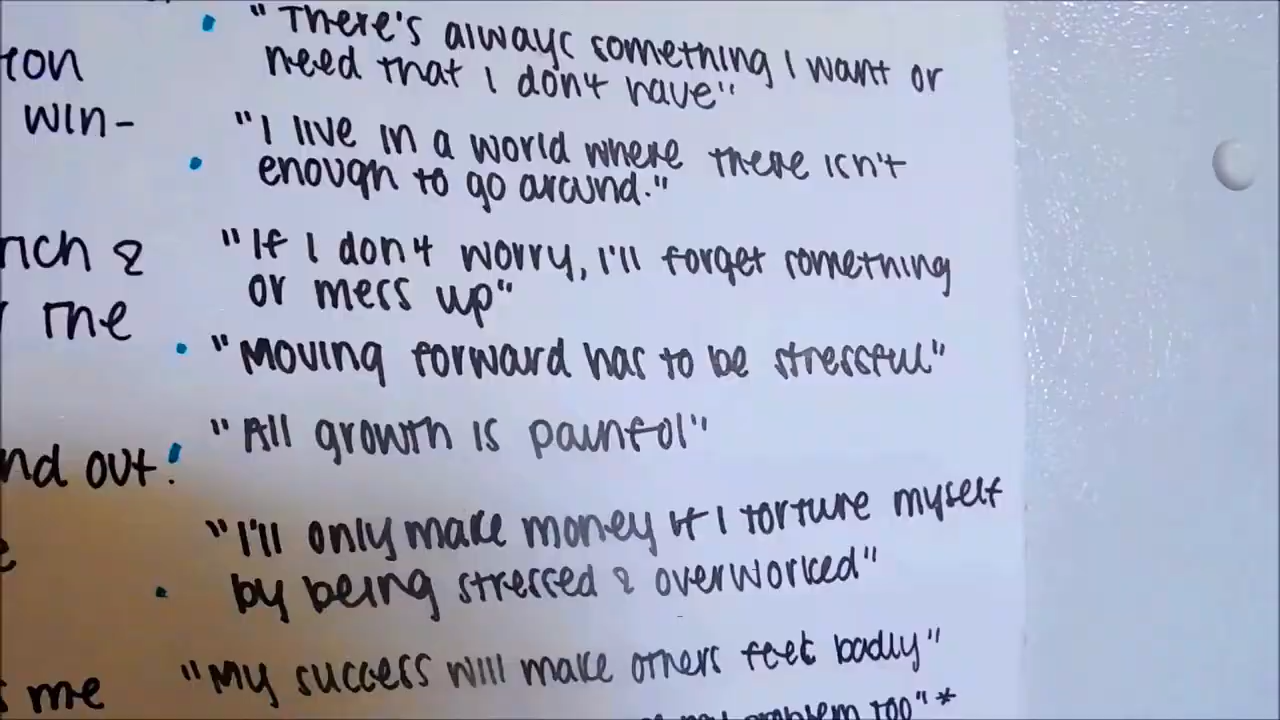 "There's always something I want or
need that I don't have"
"I live in a world where there isn't
enough to go around."
"If I don't worry, I'll forget something
or mess up"
"Moving forward has to be stressful"
"All growth is painful"
"I'll only make money if I torture myself
by being stressed & overworked"
"My success will make others feel badly"
problem too"*
win-
rich &
the
out!
me